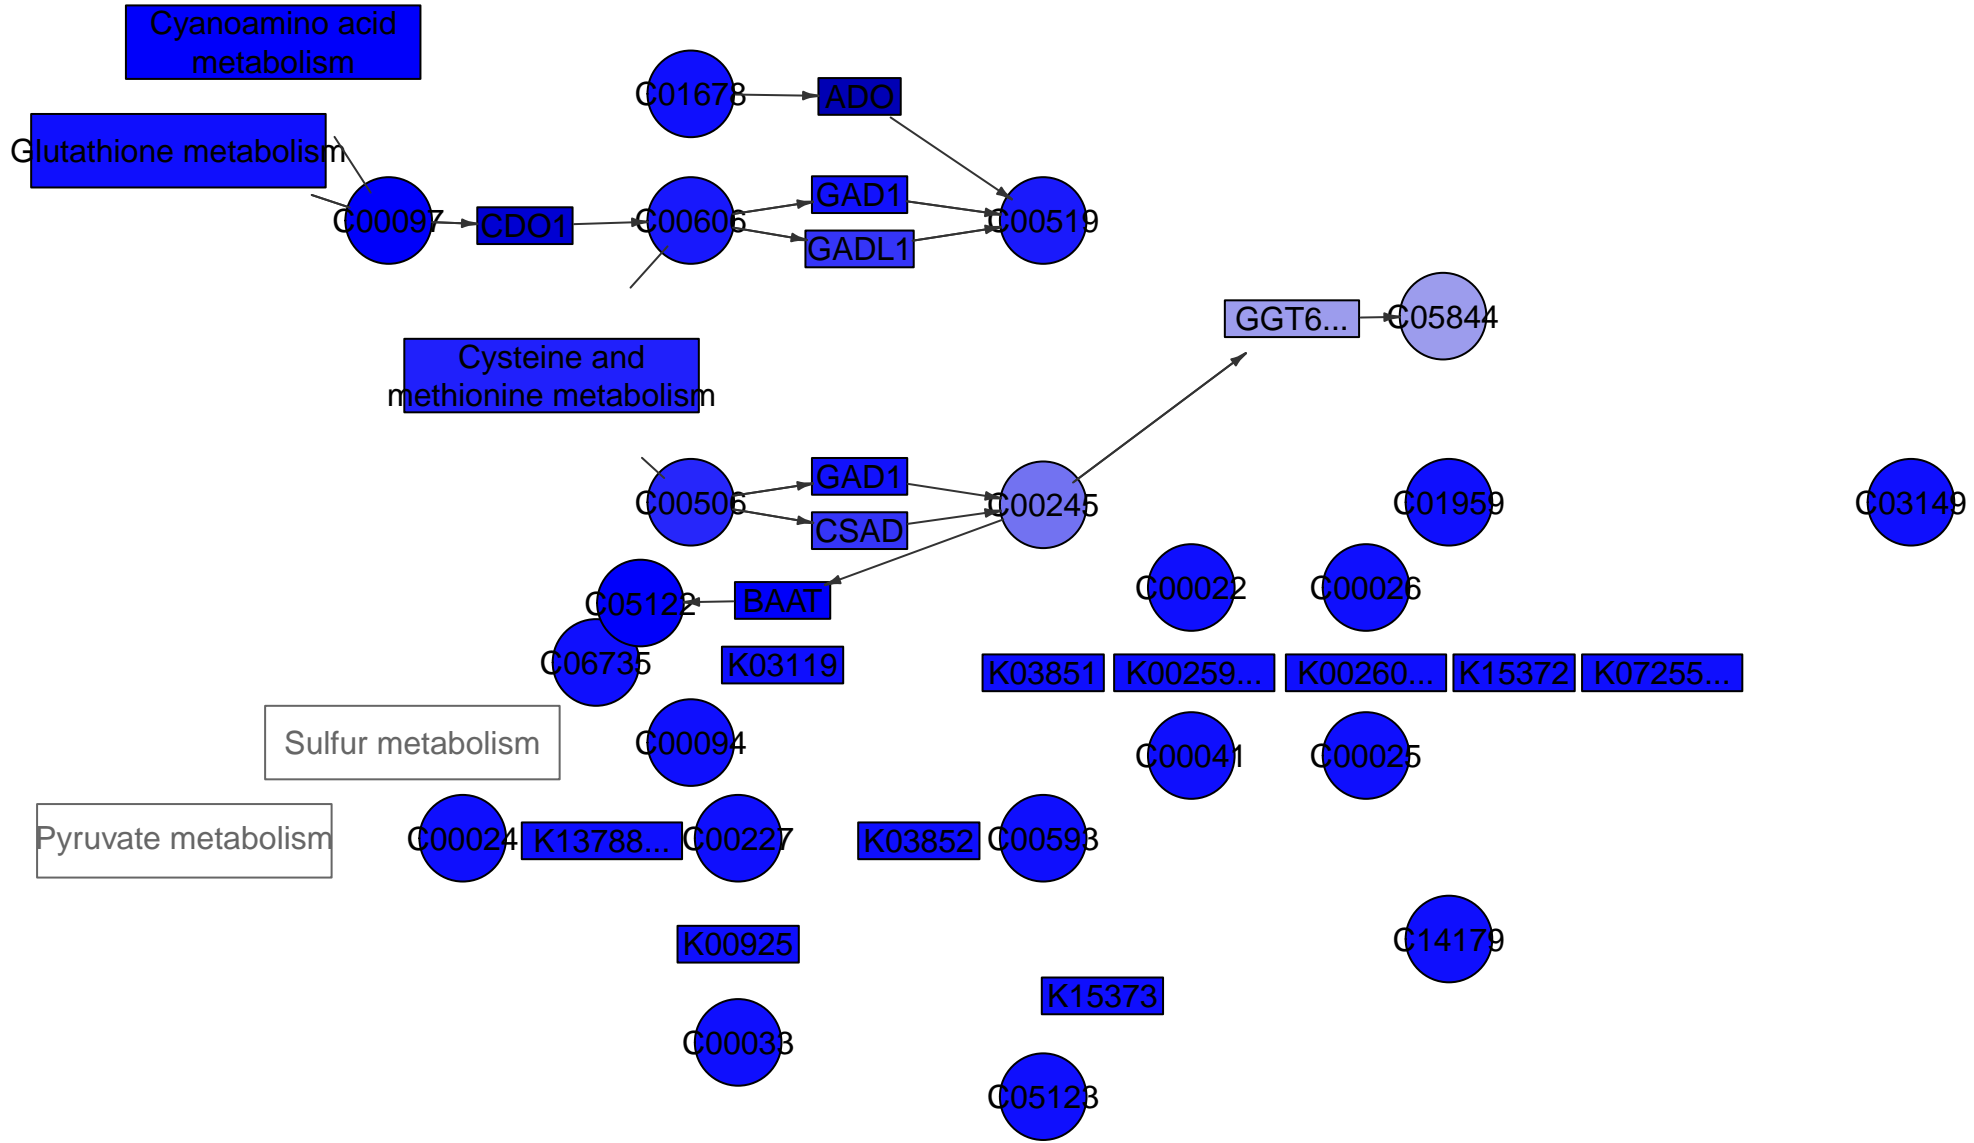 Cyanoamino acid
metabolism
C01678
ADO
Glutathione metabolism
GAD1
C00097
CDO1
C00606
C00519
GADL1
GGT6...
C05844
Cysteine and
methionine metabolism
GAD1
C00506
C00245
C01959
C03149
CSAD
C00022
C00026
C05122
BAAT
C06735
K03119
K03851
K00259...
K00260...
K15372
K07255...
Sulfur metabolism
C00094
C00041
C00025
Pyruvate metabolism
C00024
K13788...
C00227
K03852
C00593
K00925
C14179
K15373
C00033
C05123